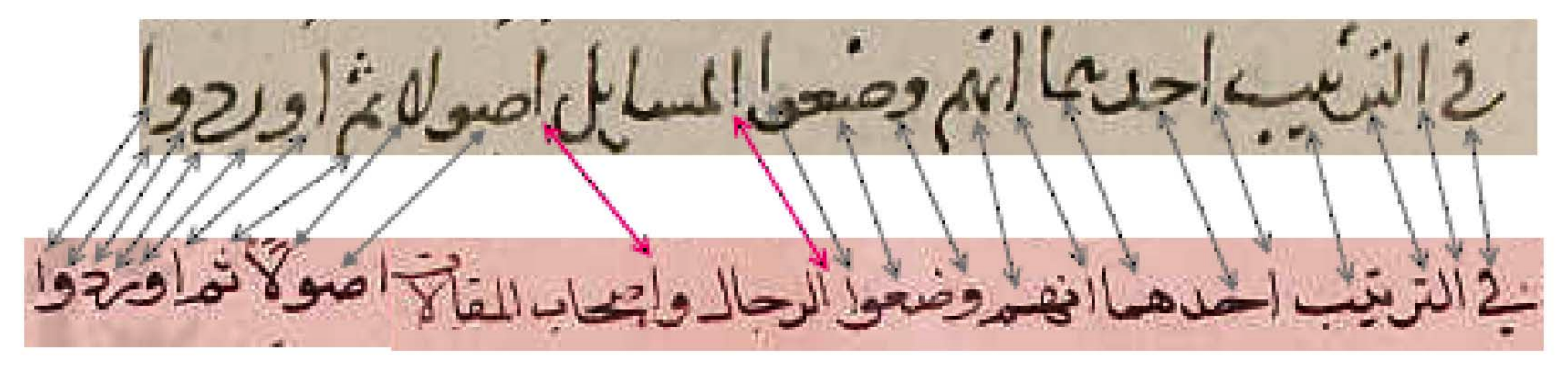 في الترتيب احدهما انهم وضعوا المسايل اصولا ثم اوردوا
في الترتيب احدهما انهم وضعوا الرجال واصحاب المقالات اصولاً ثم اوردوا